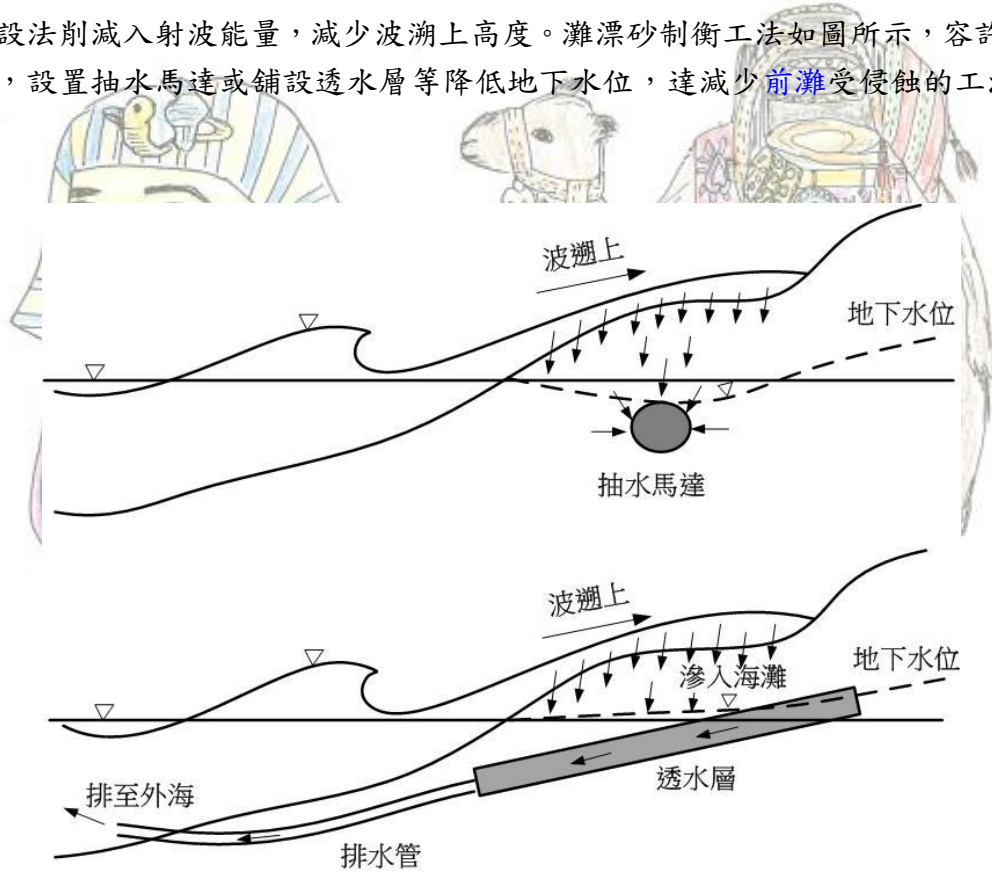 設法削減入射波能量，減少波溯上高度。灘漂砂制衡工法如圖所示，容許
，設置抽水馬達或舖設透水層等降低地下水位，達減少前灘受侵蝕的工
波遡上
地下水位
抽水馬達
波遡上
地下水位
滲入海灘
透水層
排至外海
排水管